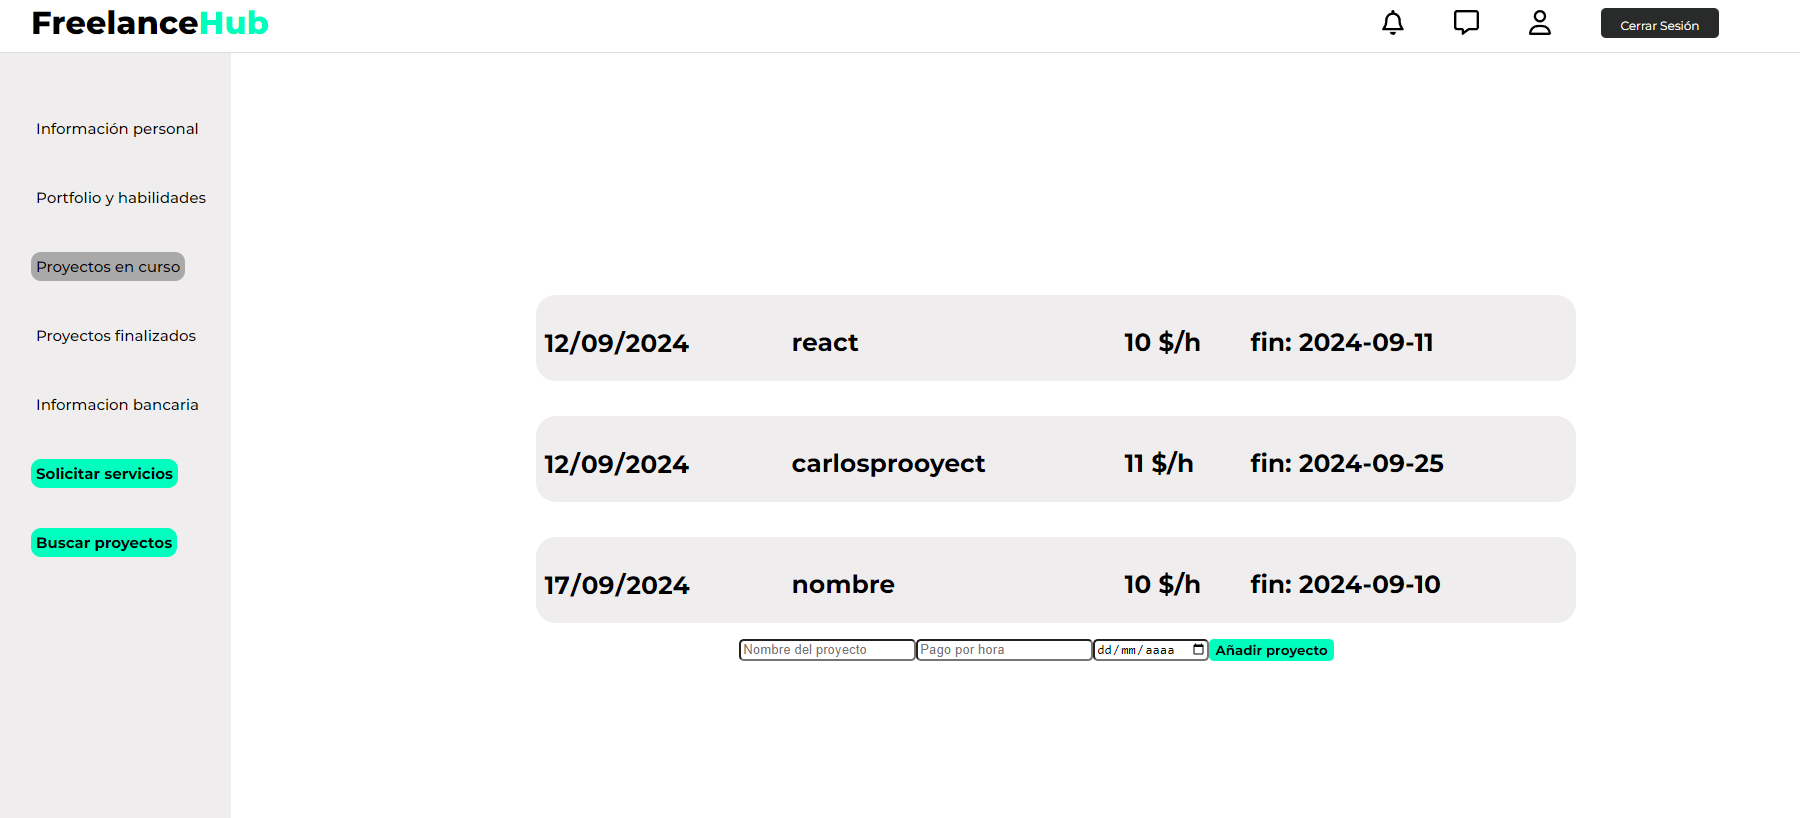 FreelanceHub
Cerrar Sesión
Información personal
Portfolio y habilidades
Proyectos en curso
Proyectos finalizados
Informacion bancaria
Solicitar servicios
Buscar proyectos
12/09/2024 react 10 $/h fin: 2024-09-11
12/09/2024 carlosprooyect 11 $/h fin: 2024-09-25
17/09/2024 nombre 10 $/h fin: 2024-09-10
Nombre del proyecto Pago por hora dd/mm/aaaa Añadir proyecto